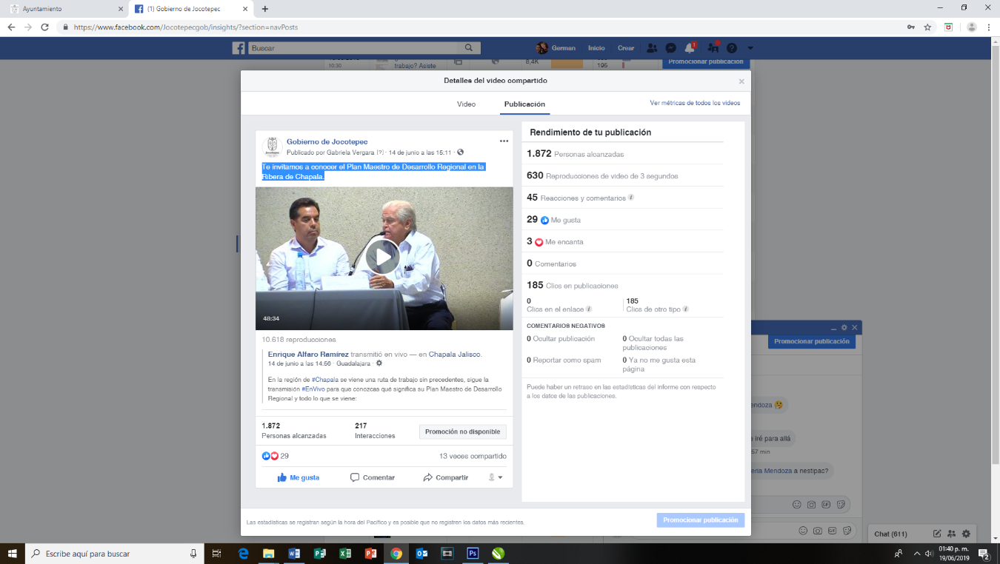 Ayuntamiento
(1) Gobierno de Jocotepec
https://www.facebook.com/Jocotepecgob/insights/?section=navPosts
Buscar
German
Inicio
Crear
1
10:30
trabajo? Asiste
8,4K
195
Promocionar publicación
Detalles del video compartido
Video
Publicación
Ver métricas de todos los videos
Gobierno de Jocotepec
Publicado por Gabriela Vergara [?] · 14 de junio a las 15:11 ·
Te invitamos a conocer el Plan Maestro de Desarrollo Regional en la
Ribera de Chapala.
48:34
10.618 reproducciones
Enrique Alfaro Ramírez transmitió en vivo — en Chapala Jalisco.
14 de junio a las 14:56 · Guadalajara ·
En la región de #Chapala se viene una ruta de trabajo sin precedentes, sigue la
transmisión #EnVivo para que conozcas qué significa su Plan Maestro de Desarrollo
Regional y todo lo que se viene:
1.872
Personas alcanzadas
217
Interacciones
Promoción no disponible
29
13 veces compartido
Me gusta
Comentar
Compartir
Rendimiento de tu publicación
1.872 Personas alcanzadas
630 Reproducciones de video de 3 segundos
45 Reacciones y comentarios
29 Me gusta
3 Me encanta
0 Comentarios
185 Clics en publicaciones
0
Clics en el enlace
185
Clics de otro tipo
COMENTARIOS NEGATIVOS
0 Ocultar publicación
0 Ocultar todas las
publicaciones
0 Reportar como spam
0 Ya no me gusta esta
página
Puede haber un retraso en las estadísticas del informe con respecto
a los datos de las publicaciones.
Las estadísticas se registran según la hora del Pacífico y es posible que no registren los datos más recientes.
Promocionar publicación
Promocionar publicación
endoza
e iré para allá
57 min
eria Mendoza a nestipac?
Chat (611)
Escribe aquí para buscar
01:40 p. m.
19/06/2019
2